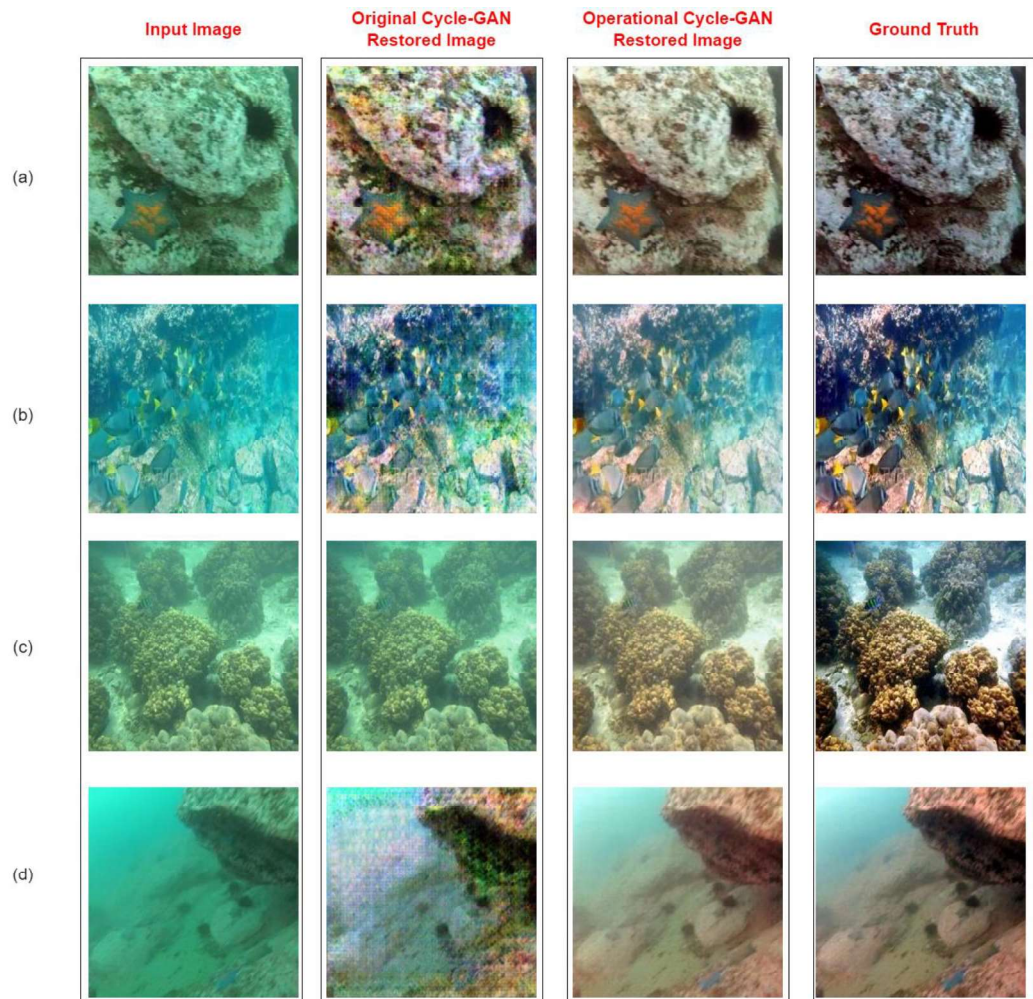 Input Image
Original Cycle-GAN
Restored Image
Operational Cycle-GAN
Restored Image
Ground Truth
(a)
(b)
(c)
(d)